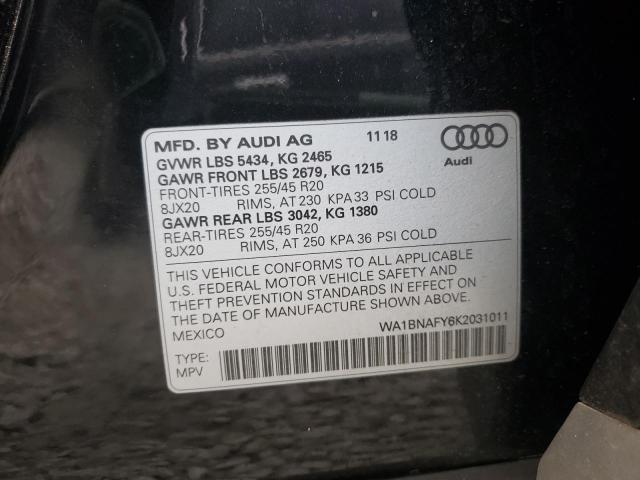 MFD. BY AUDI AG 11 18
GVWR LBS 5434, KG 2465
GAWR FRONT LBS 2679, KG 1215
FRONT-TIRES 255/45 R20
8JX20 RIMS, AT 230 KPA 33 PSI COLD
GAWR REAR LBS 3042, KG 1380
REAR-TIRES 255/45 R20
8JX20 RIMS, AT 250 KPA 36 PSI COLD
Audi
THIS VEHICLE CONFORMS TO ALL APPLICABLE
U.S. FEDERAL MOTOR VEHICLE SAFETY AND
THEFT PREVENTION STANDARDS IN EFFECT ON
THE DATE OF MANUFACTURE SHOWN ABOVE.
MEXICO
WA1BNAFY6K2031011
TYPE:
MPV